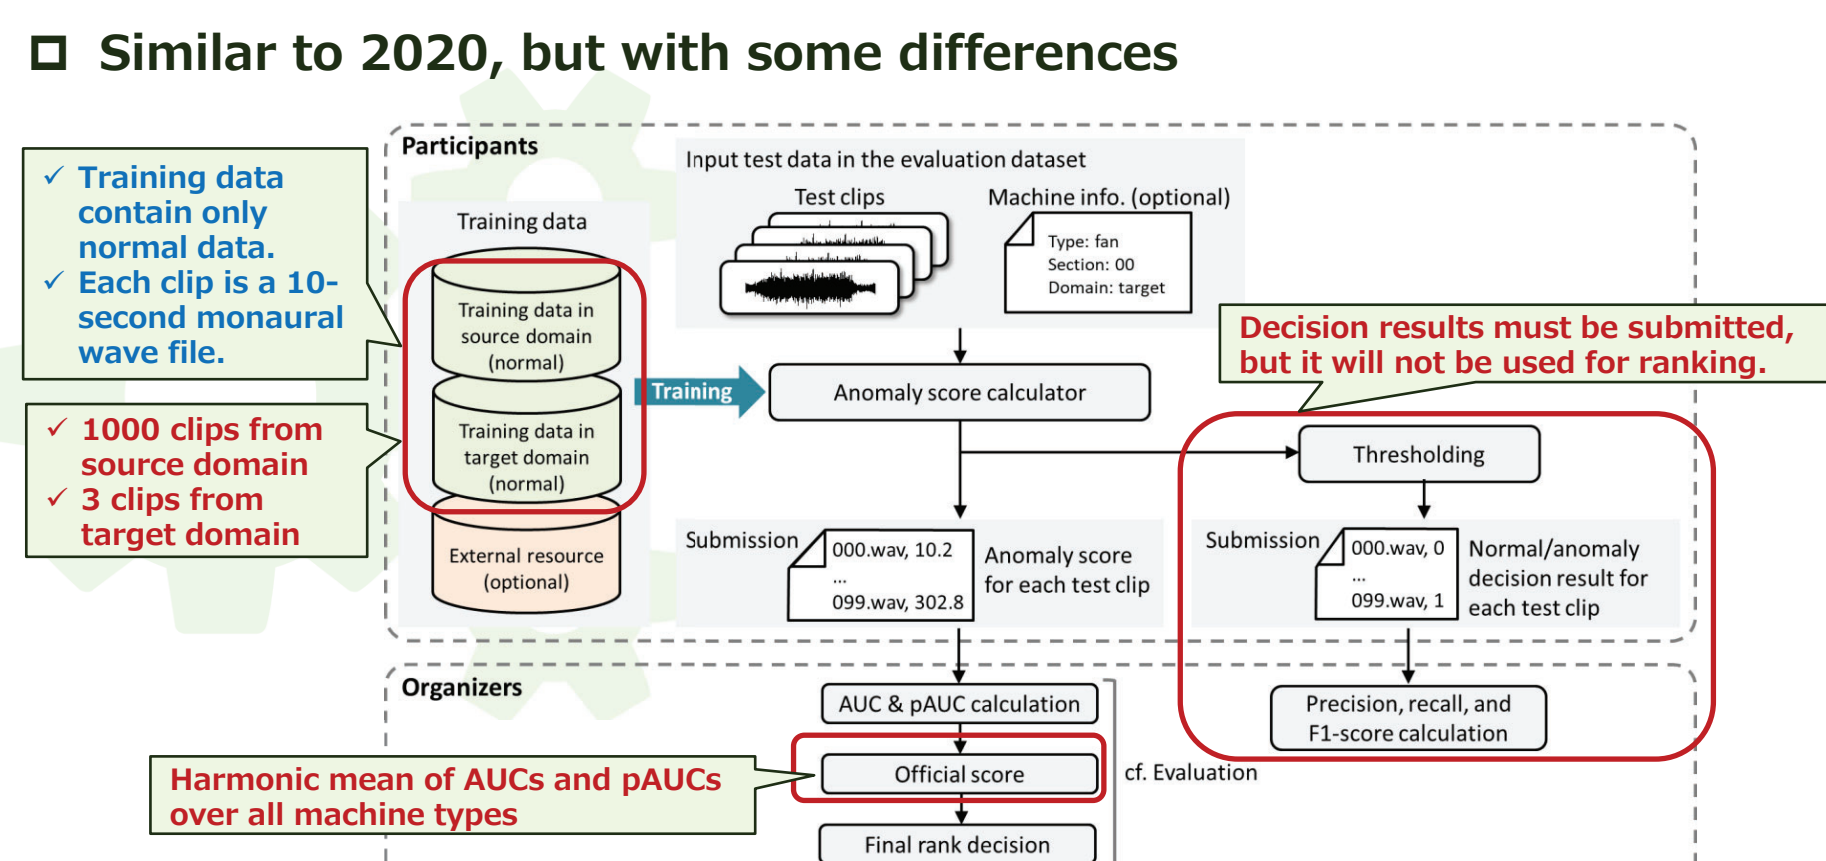 Similar to 2020, but with some differences
✓ Training data
contain only
normal data.
✓ Each clip is a 10-
second monaural
wave file.
✓ 1000 clips from
source domain
✓ 3 clips from
target domain
Participants
Training data
Training data in
source domain
(normal)
Training data in
target domain
(normal)
External resource
(optional)
Training
Input test data in the evaluation dataset
Test clips
Machine info. (optional)
Type: fan
Section: 00
Domain: target
Anomaly score calculator
Decision results must be submitted,
but it will not be used for ranking.
Thresholding
Submission
000.wav, 10.2
...
099.wav, 302.8
Anomaly score
for each test clip
Submission
000.wav, 0
...
099.wav, 1
Normal/anomaly
decision result for
each test clip
Organizers
AUC & pAUC calculation
Official score
Final rank decision
cf. Evaluation
Harmonic mean of AUCs and pAUCs
over all machine types
Precision, recall, and
F1-score calculation